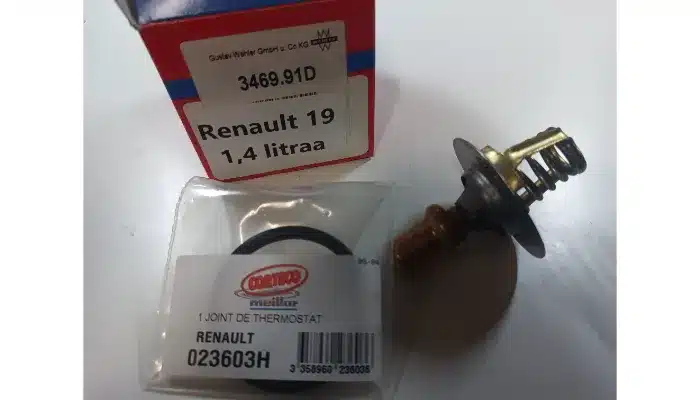 Gustav Wahler GmbH u. Co KG
3469.91D
Renault 19
1,4 litraa
CORTECO
meillor
1 JOINT DE THERMOSTAT
RENAULT
023603H
3 358960 236036